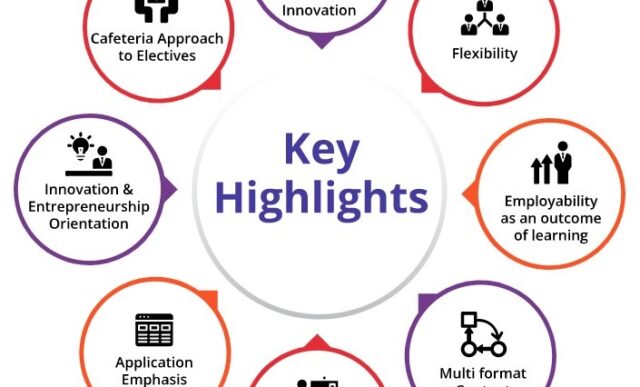 Innovation
Cafeteria Approach
to Electives
Flexibility
Key
Highlights
Innovation &
Entrepreneurship
Orientation
Employability
as an outcome
of learning
Application
Emphasis
Multi format